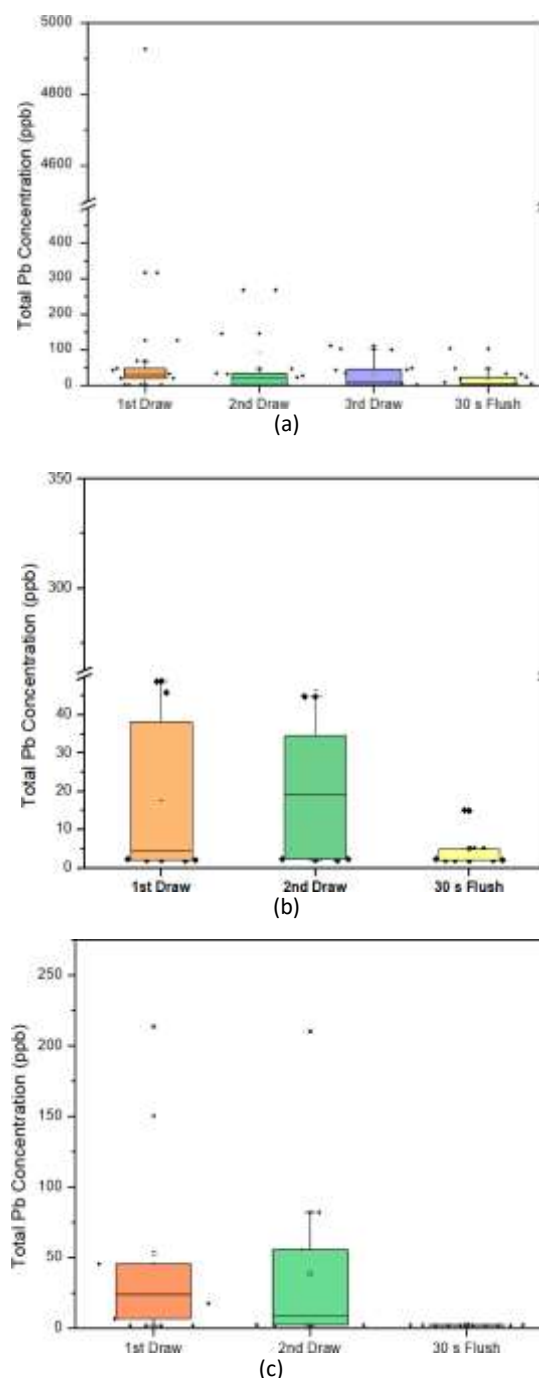 Total Pb Concentration (ppb)
5000
4800
4600
400
300
200
100
0
1st Draw 2nd Draw 3rd Draw 30 s Flush
(a)
Total Pb Concentration (ppb)
350
300
40
30
20
10
0
1st Draw 2nd Draw 30 s Flush
(b)
Total Pb Concentration (ppb)
250
200
150
100
50
0
1st Draw 2nd Draw 30 s Flush
(c)